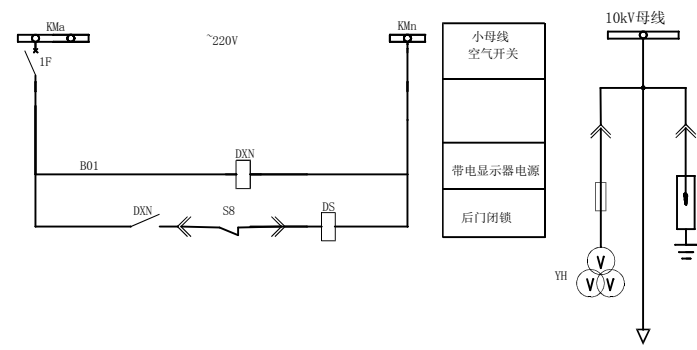 KMa
~220V
KMn
小母线
空气开关
10kV母线
1F
B01
DXN
带电显示器电源
DXN
S8
DS
后门闭锁
YH
V
V
V